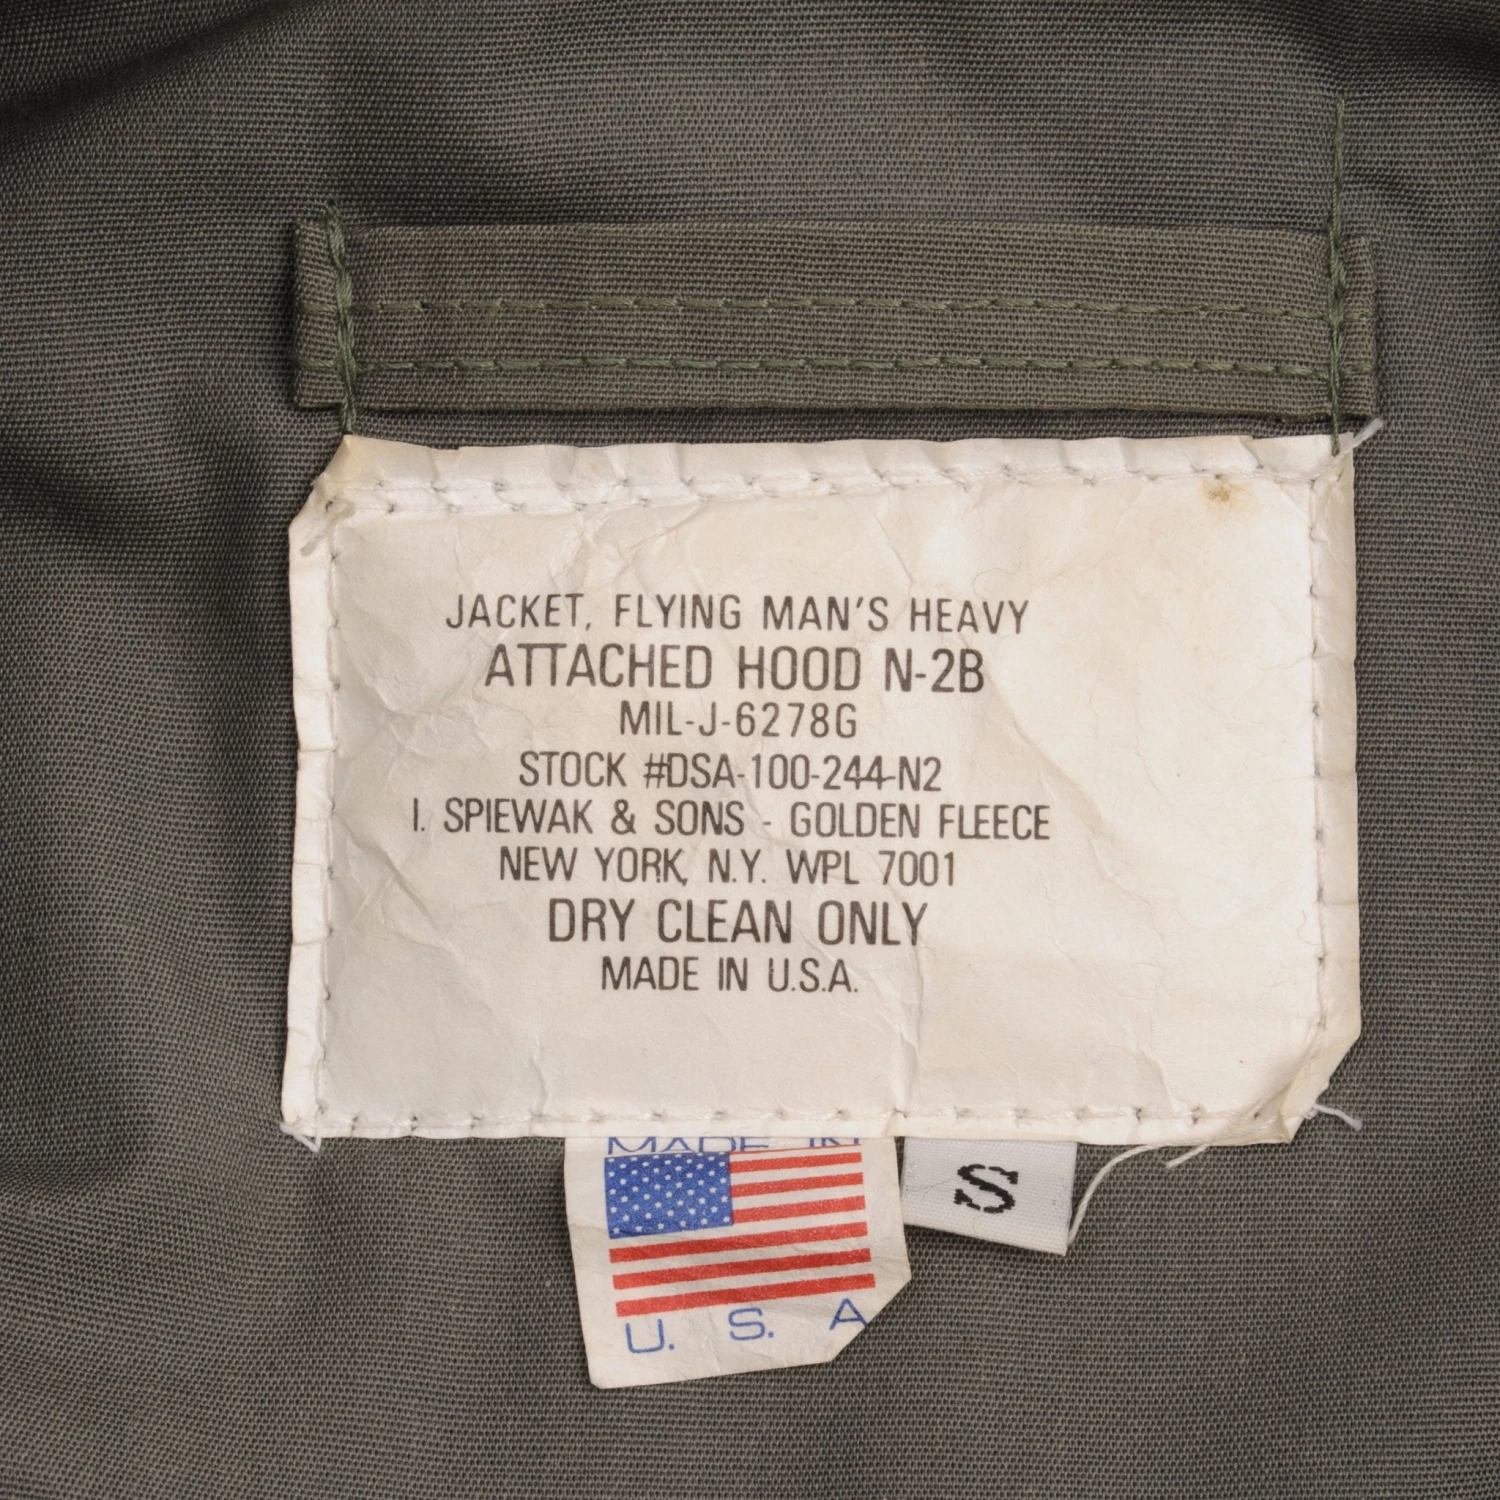 JACKET, FLYING MAN'S HEAVY
ATTACHED HOOD N-2B
MIL-J-6278G
STOCK #DSA-100-244-N2
I. SPIEWAK & SONS - GOLDEN FLEECE
NEW YORK, N.Y. WPL 7001
DRY CLEAN ONLY
MADE IN U.S.A.
MADE IN
U. S. A
S